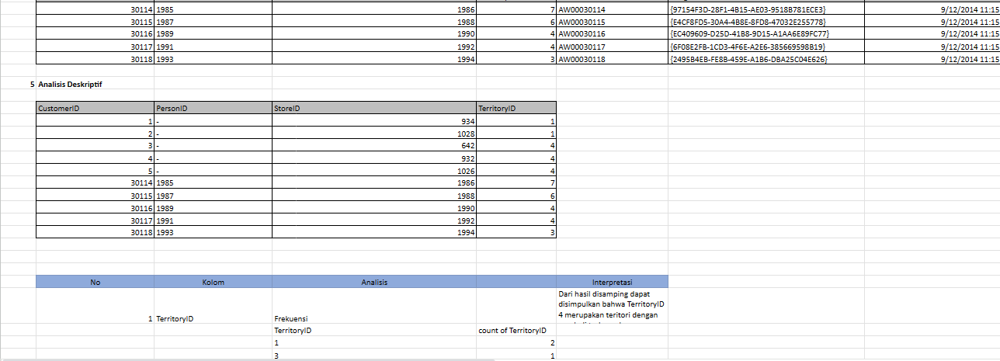 30114 1985 1986 7 AW00030114 {97154F3D-28F1-4B15-AE03-9518B781ECE3} 9/12/2014 11:15
30115 1987 1988 6 AW00030115 {E4CF8FD5-30A4-4B8E-8FD8-47032E255778} 9/12/2014 11:15
30116 1989 1990 4 AW00030116 {EC409609-D25D-41B8-9D15-A1AA6E89FC77} 9/12/2014 11:15
30117 1991 1992 4 AW00030117 {6F08E2FB-1CD3-4F6E-A2E6-385669598B19} 9/12/2014 11:15
30118 1993 1994 3 AW00030118 {2495B4EB-FE8B-459E-A1B6-DBA25C04E626} 9/12/2014 11:15
5 Analisis Deskriptif
CustomerID PersonID StoreID TerritoryID
1 - 934 1
2 - 1028 1
3 - 642 4
4 - 932 4
5 - 1026 4
30114 1985 1986 7
30115 1987 1988 6
30116 1989 1990 4
30117 1991 1992 4
30118 1993 1994 3
No Kolom Analisis Interpretasi
Dari hasil disamping dapat
disimpulkan bahwa TerritoryID
4 merupakan teritori dengan
1 TerritoryID Frekuensi
TerritoryID count of TerritoryID
1 2
3 1